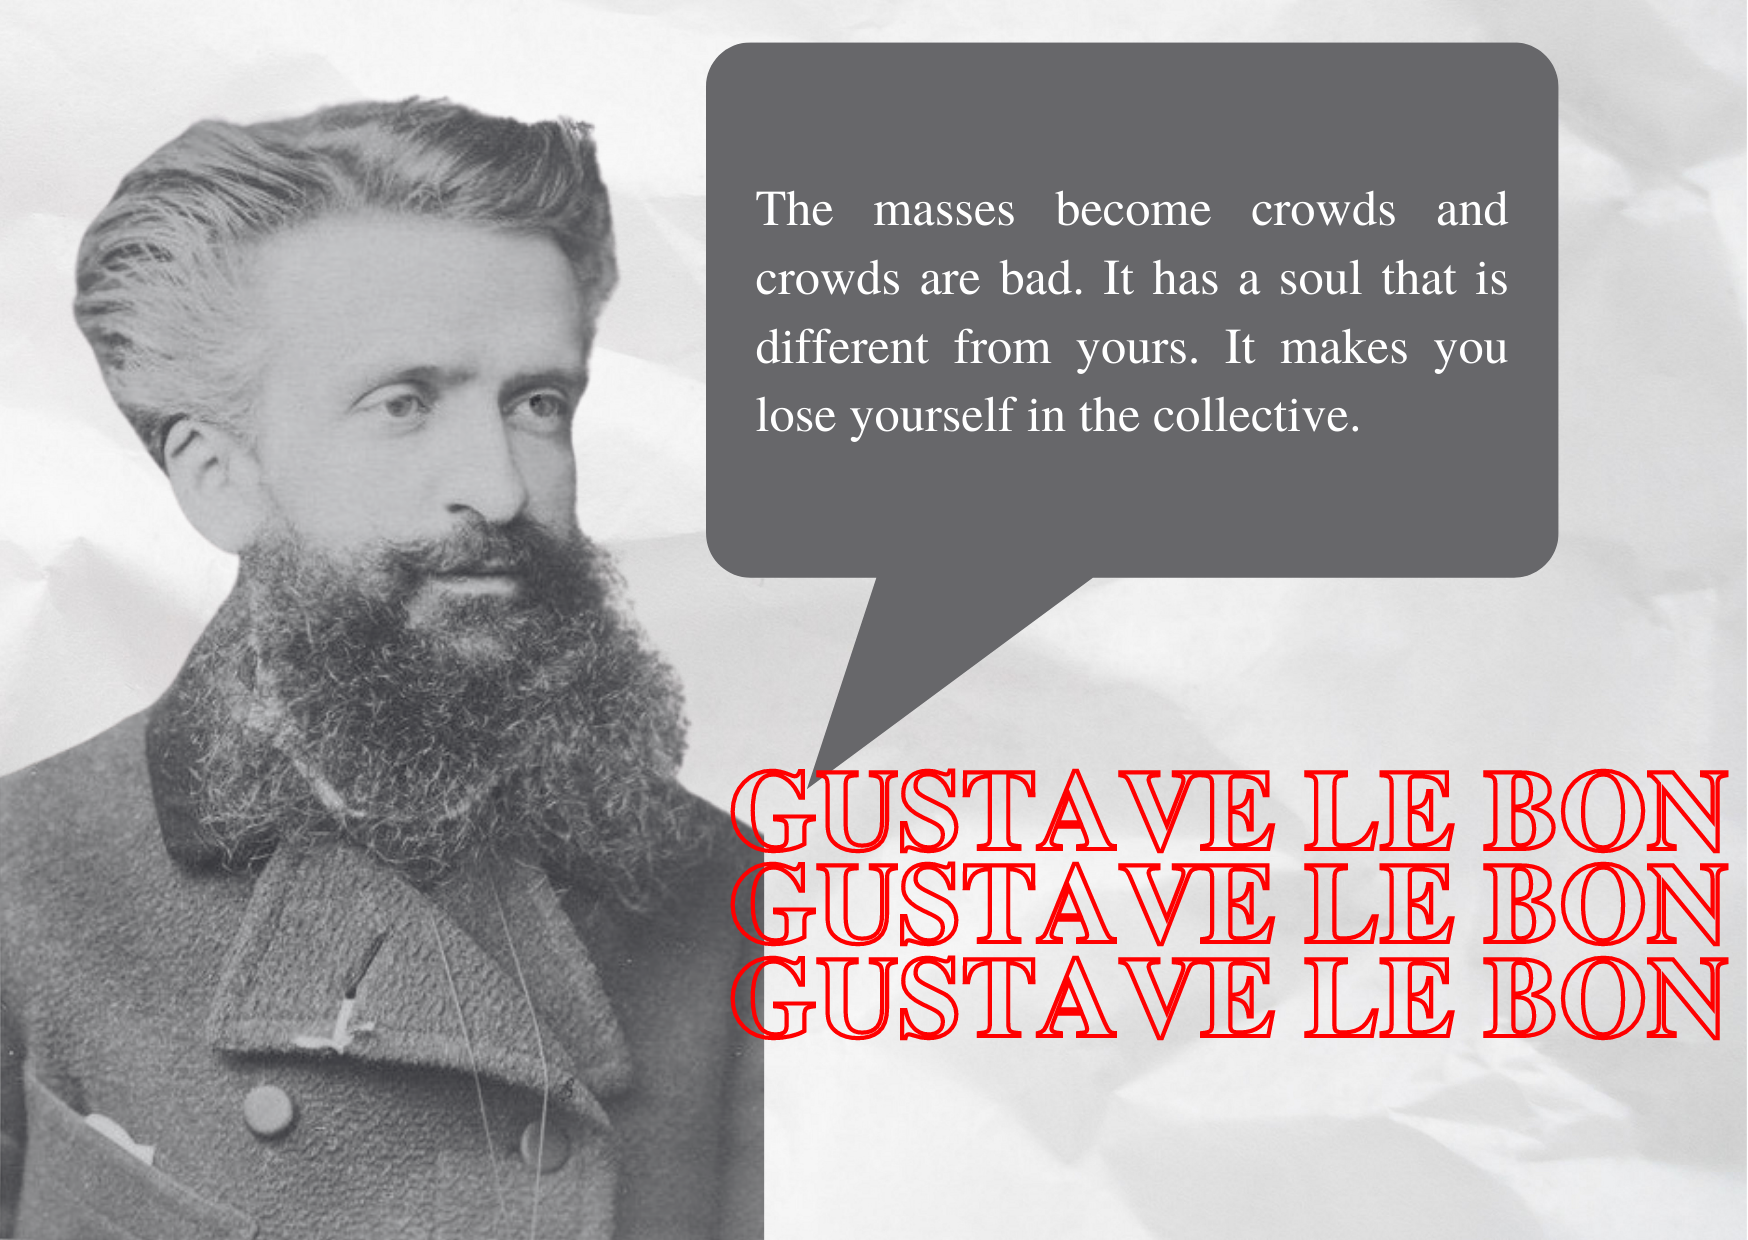 The masses become crowds and
crowds are bad. It has a soul that is
different from yours. It makes you
lose yourself in the collective.
GUSTAVE LE BON
GUSTAVE LE BON
GUSTAVE LE BON